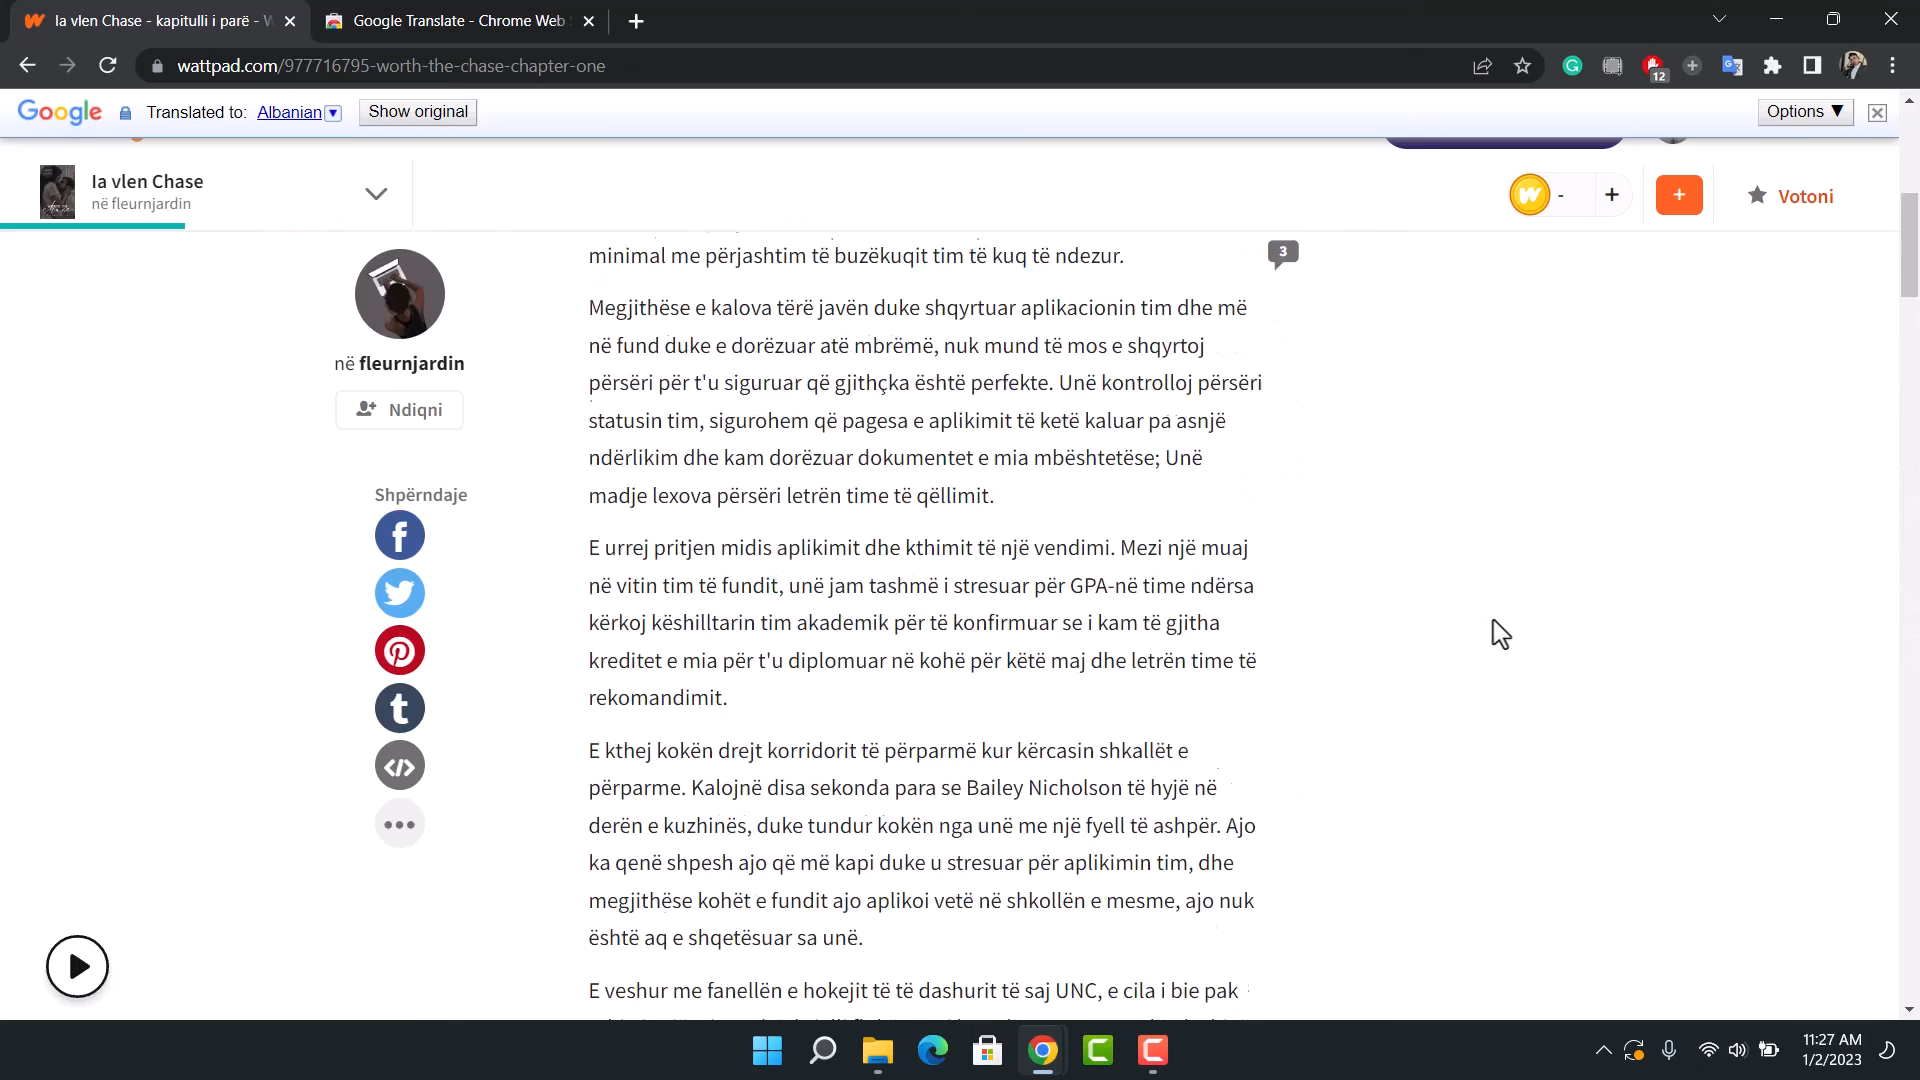 Ia vlen Chase - kapitulli i parë - W
Google Translate - Chrome Web S
wattpad.com/977716795-worth-the-chase-chapter-one
12
Google Translated to: Albanian Show original Options
Ia vlen Chase
në fleurnjardin
-
Votoni
minimal me përjashtim të buzëkuqit tim të kuq të ndezur.
3
në fleurnjardin
Ndiqni
Shpërndaje
Megjithëse e kalova tërë javën duke shqyrtuar aplikacionin tim dhe më
në fund duke e dorëzuar atë mbrëmë, nuk mund të mos e shqyrtoj
përsëri për t'u siguruar që gjithçka është perfekte. Unë kontrolloj përsëri
statusin tim, sigurohem që pagesa e aplikimit të ketë kaluar pa asnjë
ndërlikim dhe kam dorëzuar dokumentet e mia mbështetëse; Unë
madje lexova përsëri letrën time të qëllimit.
E urrej pritjen midis aplikimit dhe kthimit të një vendimi. Mezi një muaj
në vitin tim të fundit, unë jam tashmë i stresuar për GPA-në time ndërsa
kërkoj këshilltarin tim akademik për të konfirmuar se i kam të gjitha
kreditet e mia për t'u diplomuar në kohë për këtë maj dhe letrën time të
rekomandimit.
E kthej kokën drejt korridorit të përparmë kur kërcasin shkallët e
përparme. Kalojnë disa sekonda para se Bailey Nicholson të hyjë në
derën e kuzhinës, duke tundur kokën nga unë me një fyell të ashpër. Ajo
ka qenë shpesh ajo që më kapi duke u stresuar për aplikimin tim, dhe
megjithëse kohët e fundit ajo aplikoi vetë në shkollën e mesme, ajo nuk
është aq e shqetësuar sa unë.
E veshur me fanellën e hokejit të të dashurit të saj UNC, e cila i bie pak
11:27 AM
1/2/2023